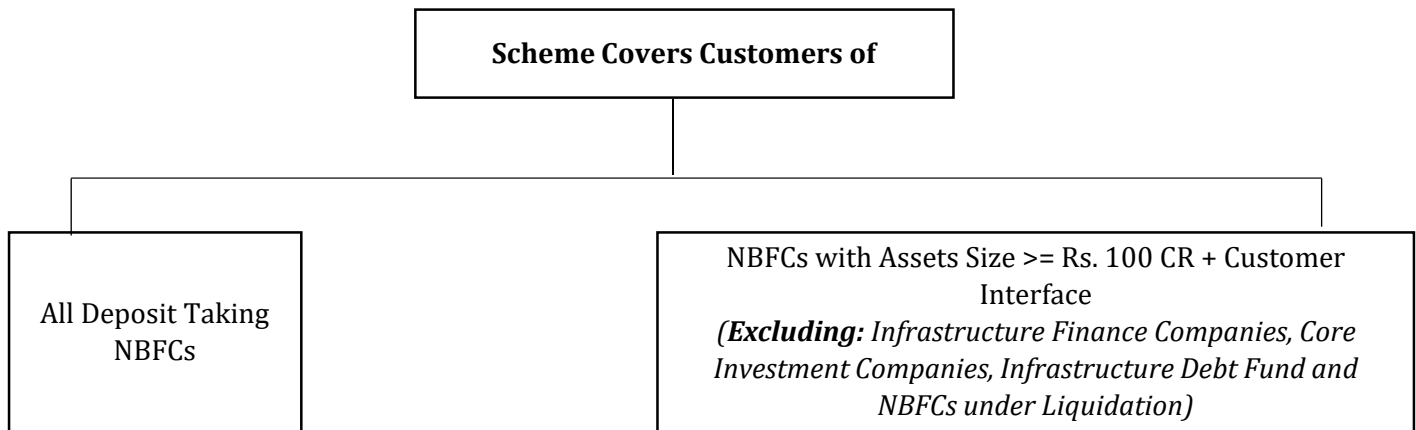 Scheme Covers Customers of
All Deposit Taking
NBFCs
NBFCs with Assets Size >= Rs. 100 CR + Customer
Interface
(Excluding: Infrastructure Finance Companies, Core
Investment Companies, Infrastructure Debt Fund and
NBFCs under Liquidation)